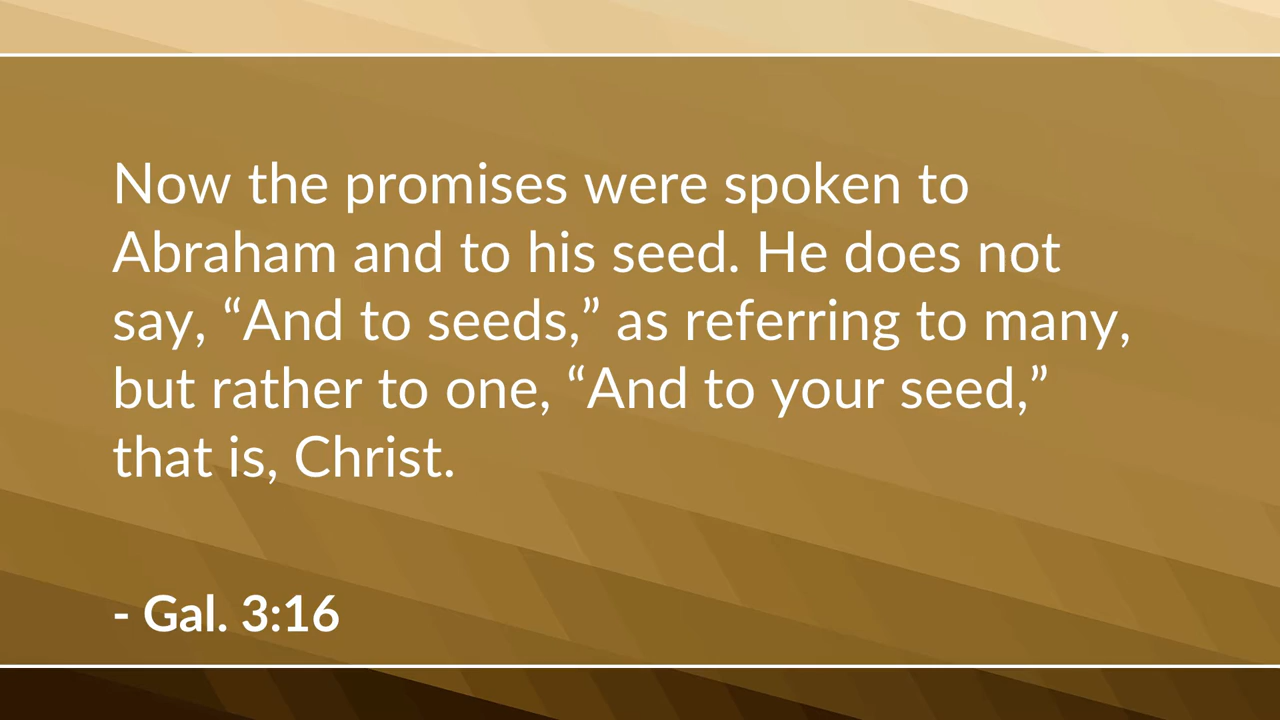 Now the promises were spoken to
Abraham and to his seed. He does not
say, “And to seeds,” as referring to many,
but rather to one, “And to your seed,”
that is, Christ.
- Gal. 3:16